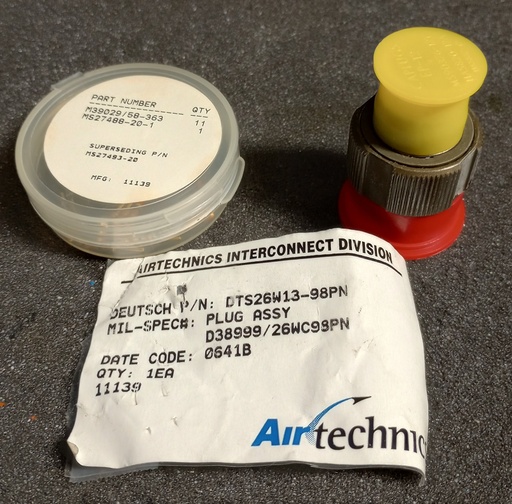 PART NUMBER QTY
M39029/58-363 11
MS27488-20-1 1
SUPERSEDING P/N
MS27493-20
MFG: 11139
AIRTECHNICS INTERCONNECT DIVISION
DEUTSCH P/N: DTS26W13-98PN
MIL-SPEC#: PLUG ASSY
D38999/26WC98PN
DATE CODE: 0641B
QTY: 1EA
11139
Airtechnic